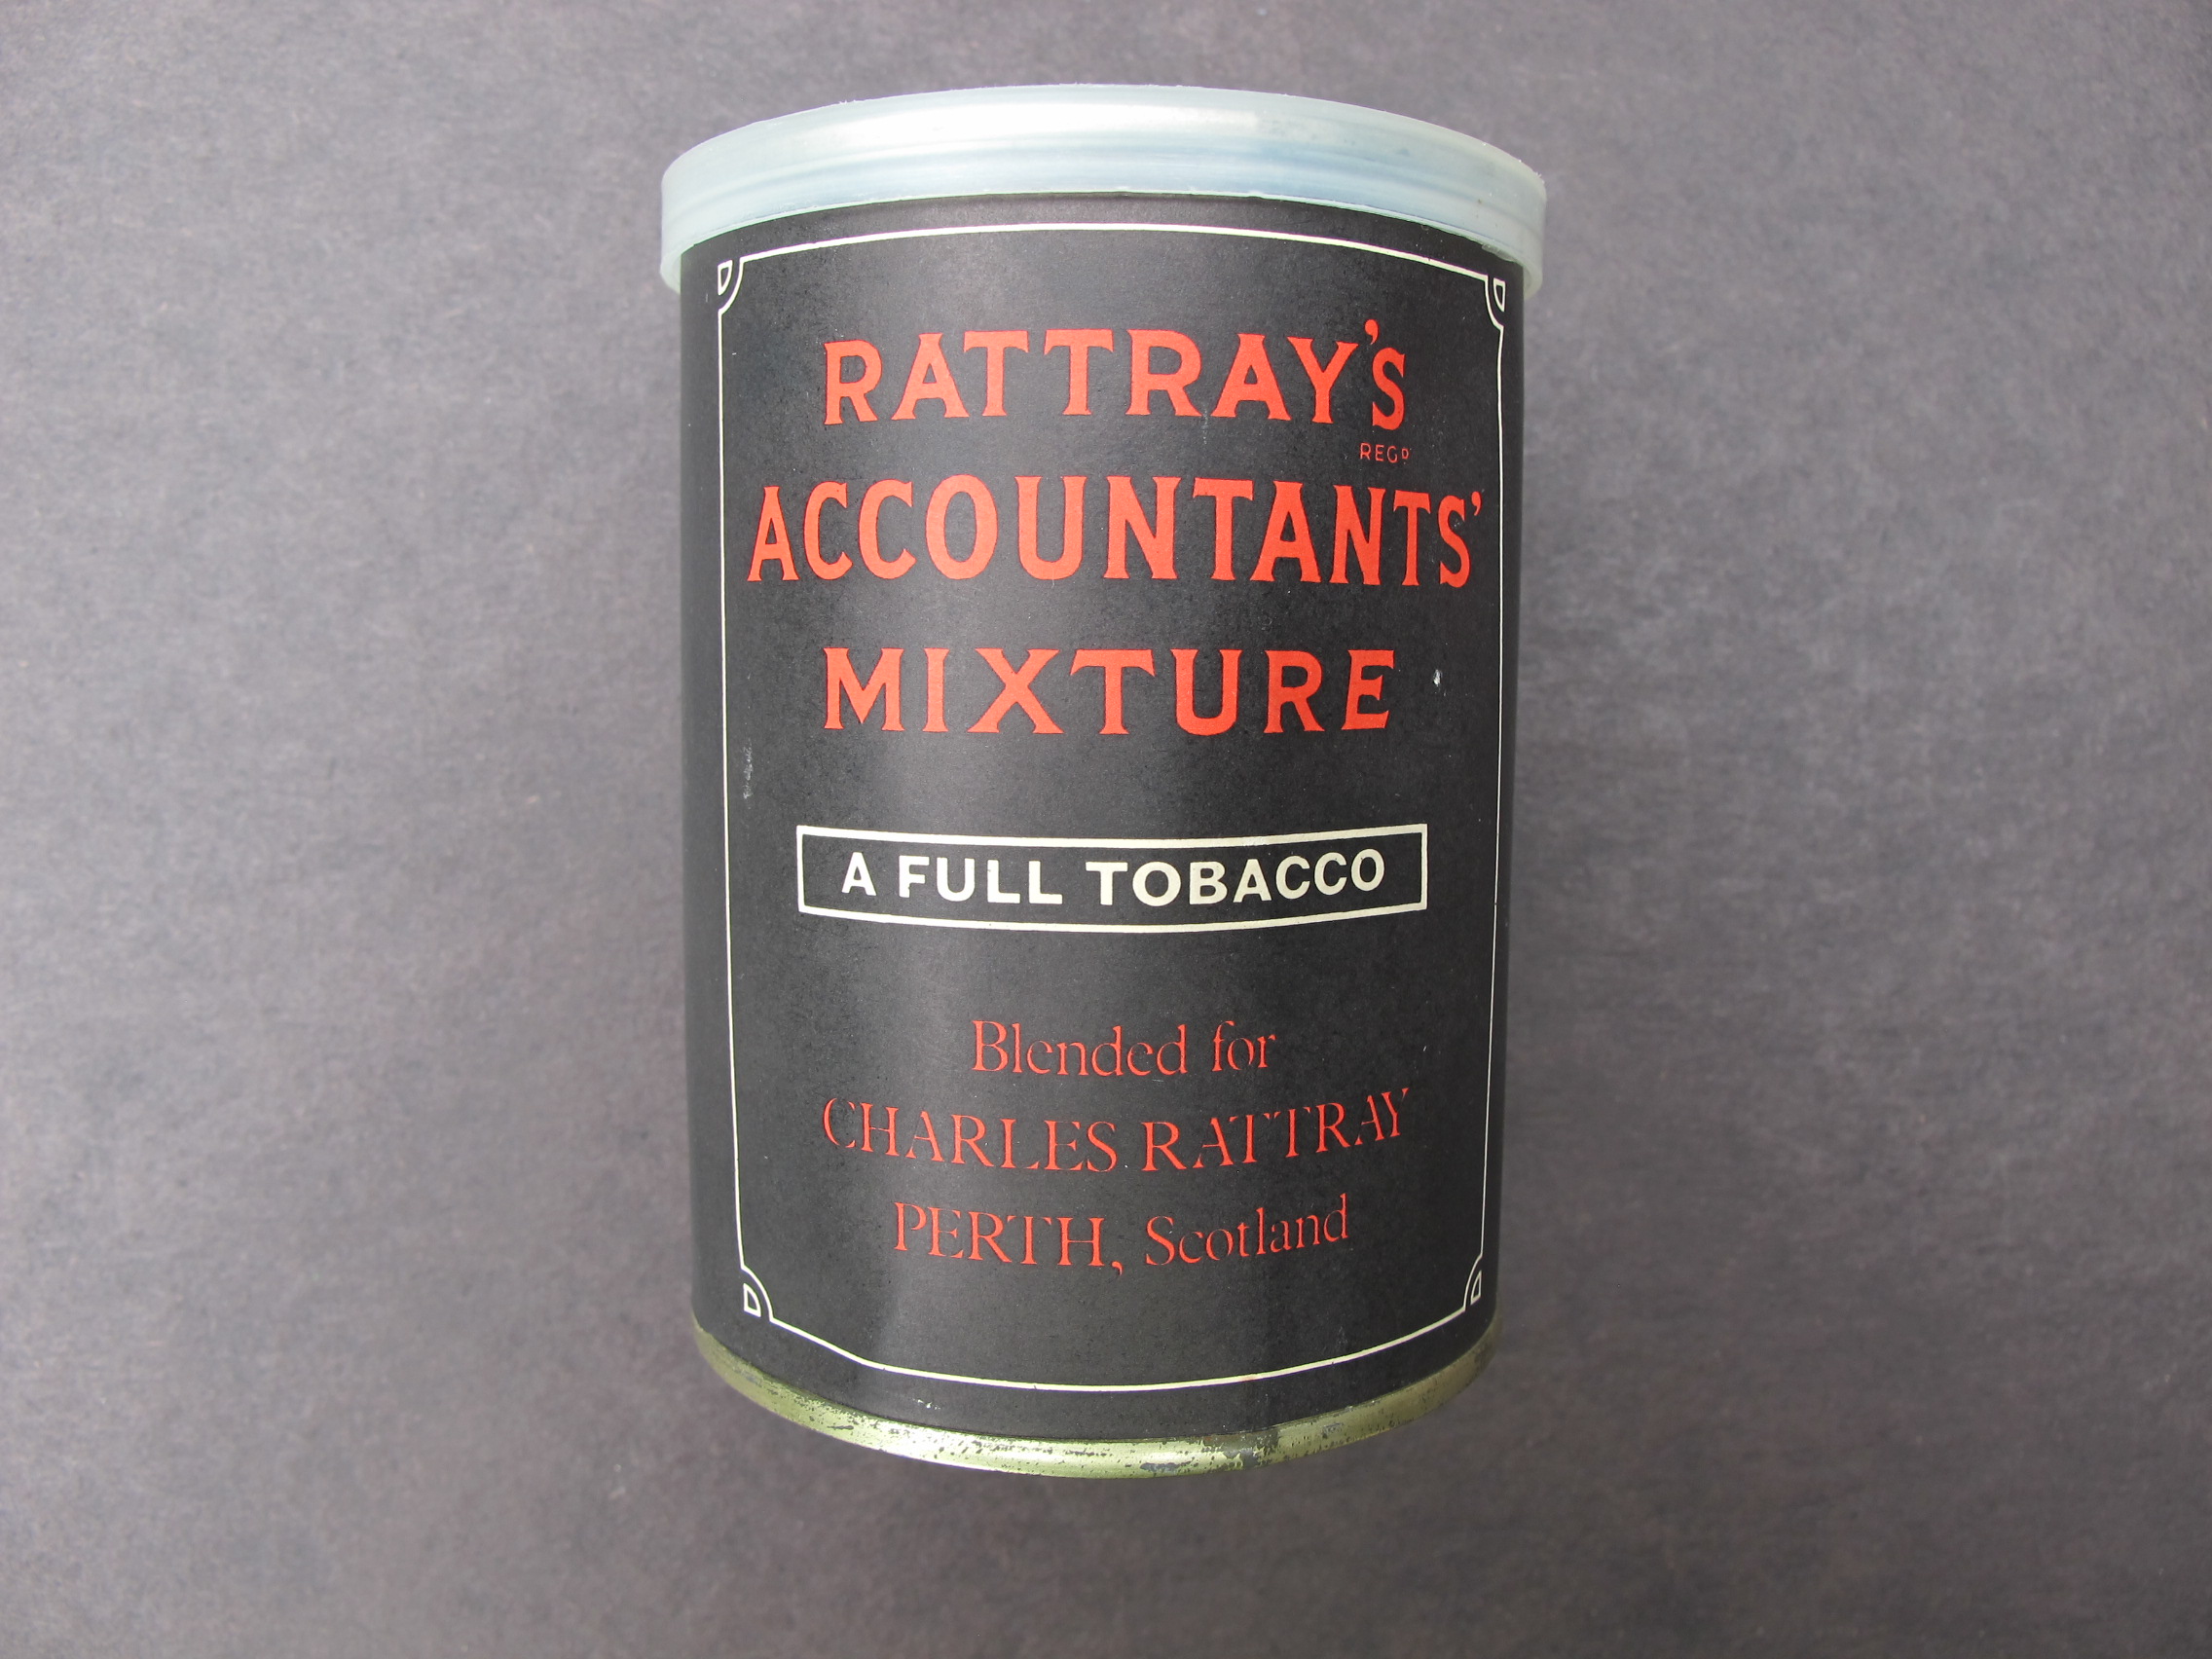 RATTRAY'S
REGD
ACCOUNTANTS'
MIXTURE
A FULL TOBACCO
Blended for
CHARLES RATTRAY
PERTH, Scotland